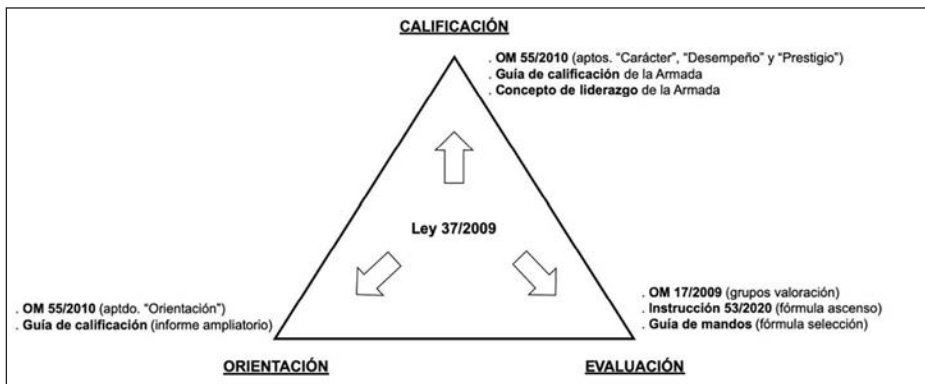 CALIFICACIÓN
. OM 55/2010 (aptos. “Carácter”, “Desempeño” y “Prestigio”)
. Guía de calificación de la Armada
. Concepto de liderazgo de la Armada
Ley 37/2009
. OM 55/2010 (aptdo. “Orientación”)
. Guía de calificación (informe ampliatorio)
ORIENTACIÓN
. OM 17/2009 (grupos valoración)
. Instrucción 53/2020 (fórmula ascenso)
. Guía de mandos (fórmula selección)
EVALUACIÓN